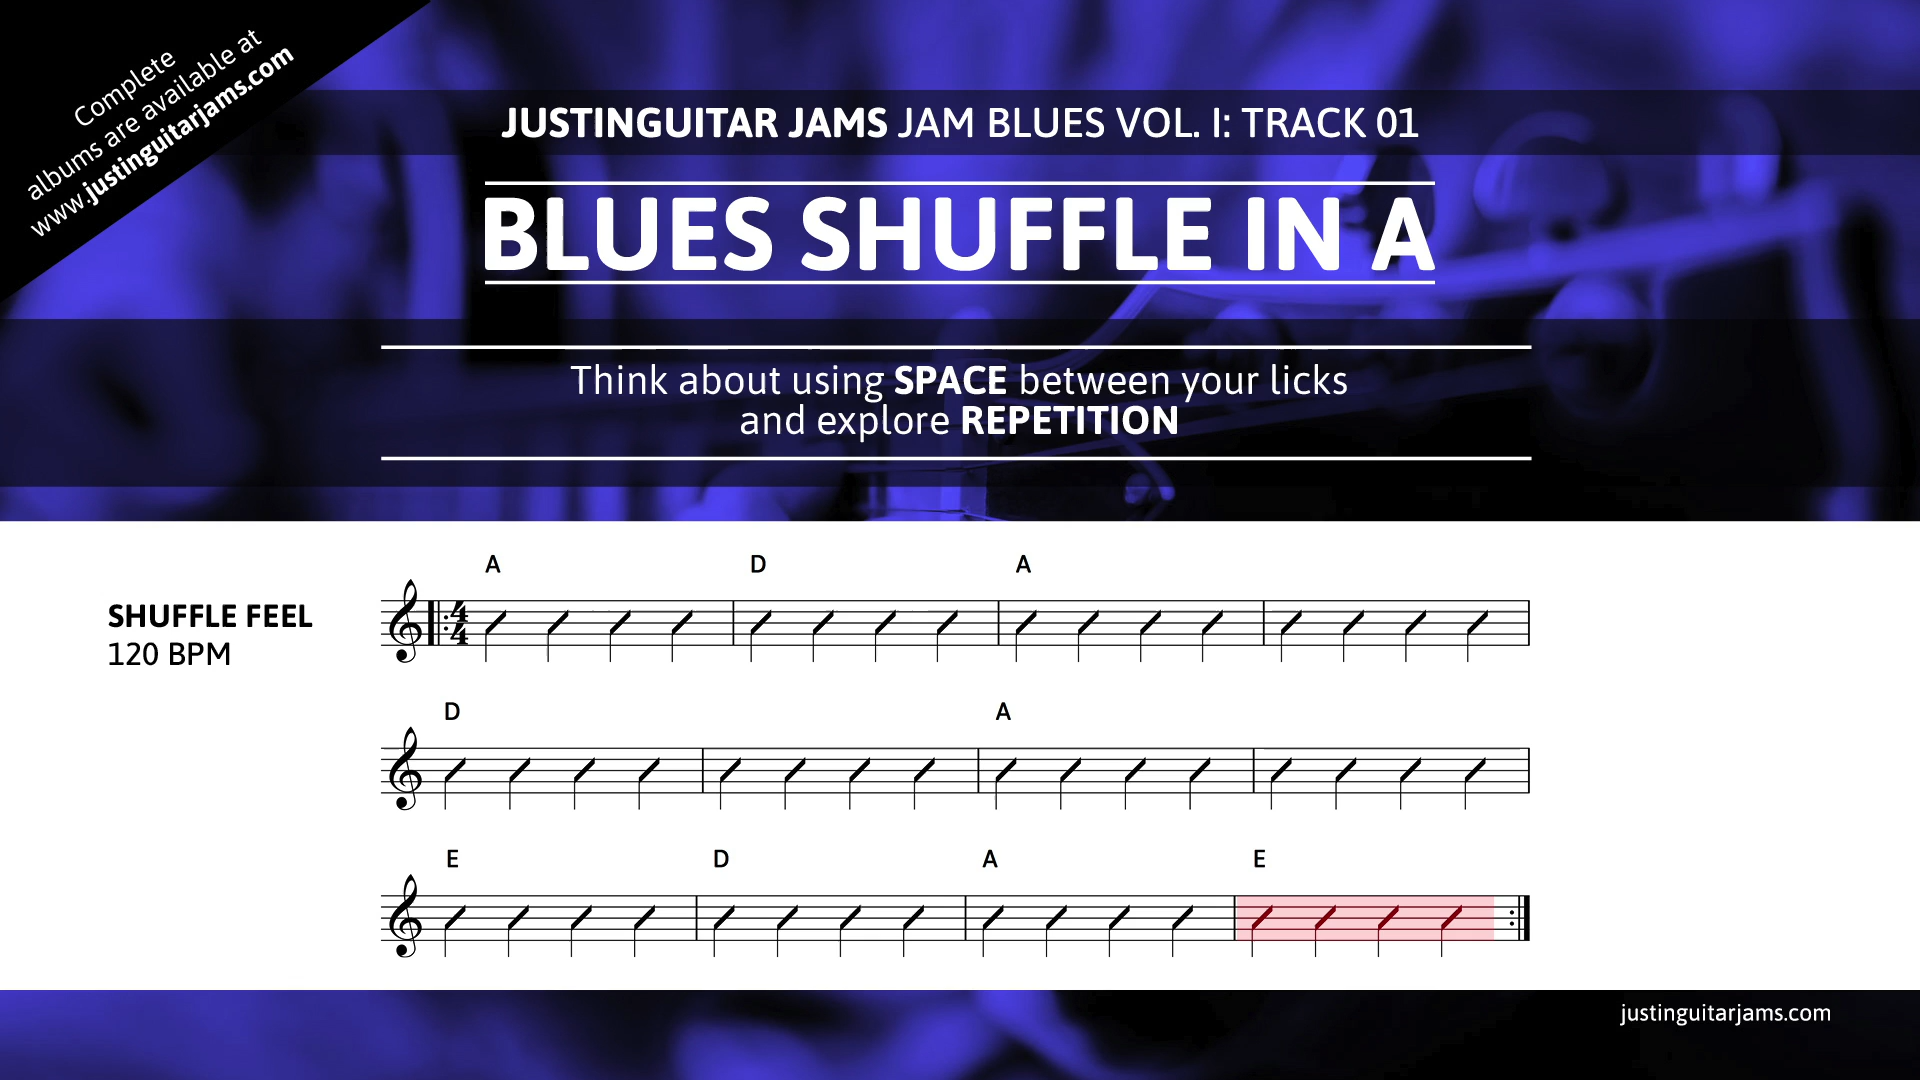 Complete
albums are available at
www.justinguitarjams.com
JUSTINGUITAR JAMS JAM BLUES VOL. I: TRACK 01
BLUES SHUFFLE IN A
Think about using SPACE between your licks
and explore REPETITION
SHUFFLE FEEL
120 BPM
A D A
4
4
D A
E D A E
justinguitarjams.com